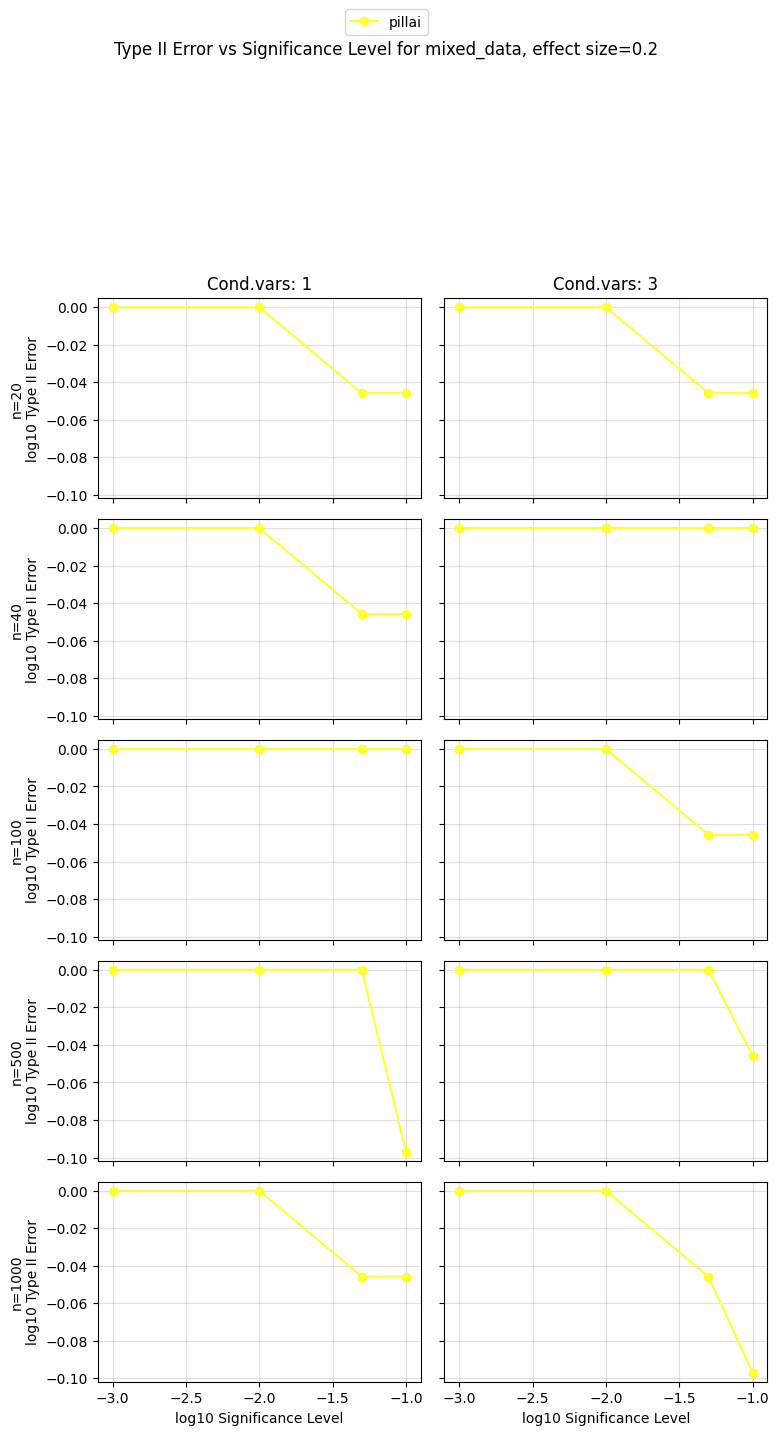 pillai
Type II Error vs Significance Level for mixed_data, effect size=0.2
Cond.vars: 1
Cond.vars: 3
n=20
log10 Type II Error
0.00
−0.02
−0.04
−0.06
−0.08
−0.10
n=40
log10 Type II Error
0.00
−0.02
−0.04
−0.06
−0.08
−0.10
n=100
log10 Type II Error
0.00
−0.02
−0.04
−0.06
−0.08
−0.10
n=500
log10 Type II Error
0.00
−0.02
−0.04
−0.06
−0.08
−0.10
n=1000
log10 Type II Error
0.00
−0.02
−0.04
−0.06
−0.08
−0.10
−3.0 −2.5 −2.0 −1.5 −1.0
log10 Significance Level
−3.0 −2.5 −2.0 −1.5 −1.0
log10 Significance Level